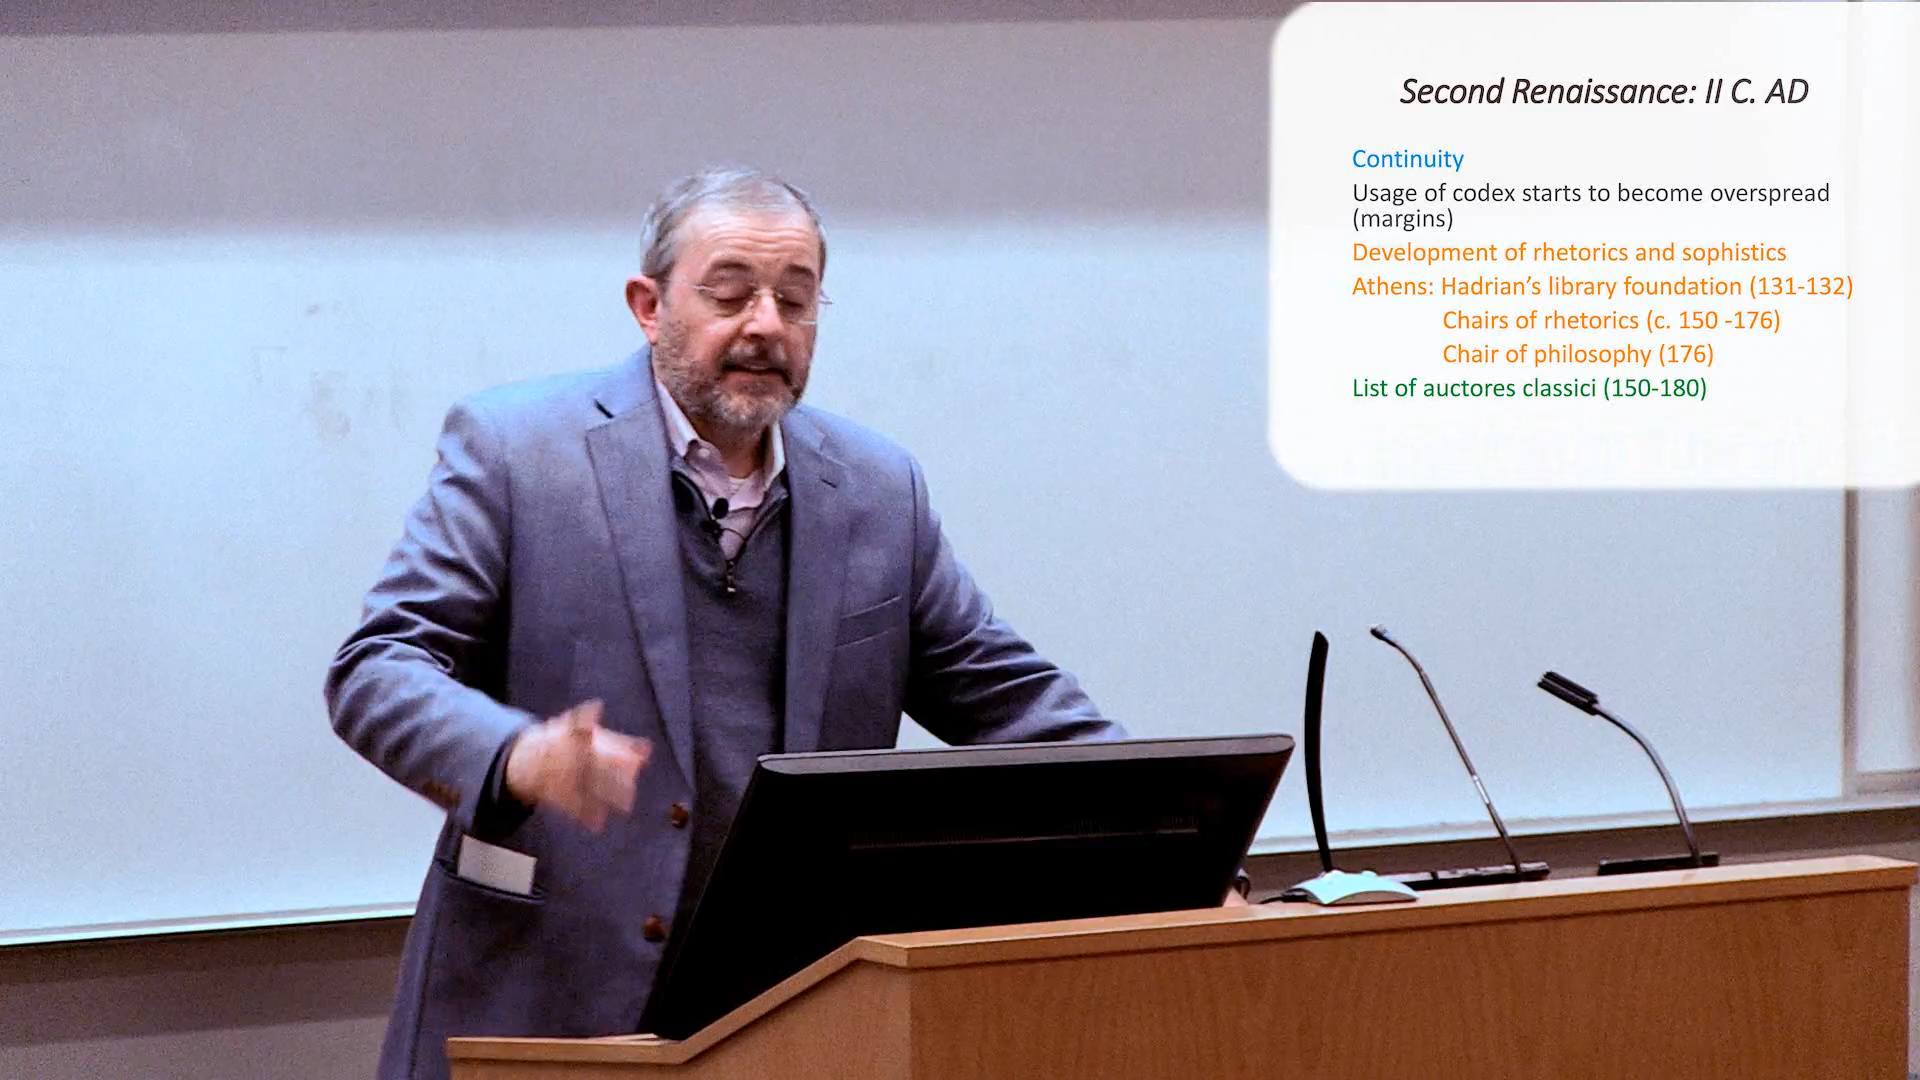 Second Renaissance: II C. AD
Continuity
Usage of codex starts to become overspread
(margins)
Development of rhetorics and sophistics
Athens: Hadrian’s library foundation (131-132)
Chairs of rhetorics (c. 150 -176)
Chair of philosophy (176)
List of auctores classici (150-180)